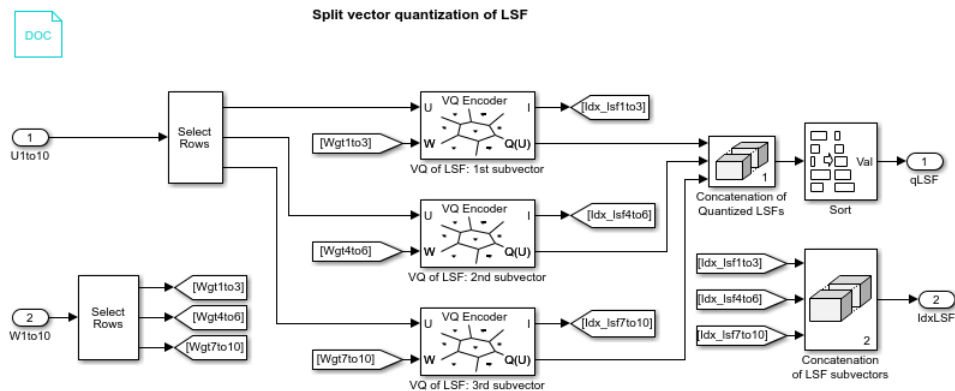 Split vector quantization of LSF
DOC
1
U1to10
Select
Rows
VQ Encoder
U
W
I
Q(U)
[Wgt1to3]
[Idx_lsf1to3]
VQ of LSF: 1st subvector
VQ Encoder
U
W
I
Q(U)
[Wgt4to6]
[Idx_lsf4to6]
VQ of LSF: 2nd subvector
1
Concatenation of
Quantized LSFs
Val
Sort
1
qLSF
2
W1to10
Select
Rows
[Wgt1to3]
[Wgt4to6]
[Wgt7to10]
VQ Encoder
U
W
I
Q(U)
[Wgt7to10]
[Idx_lsf7to10]
VQ of LSF: 3rd subvector
[Idx_lsf1to3]
[Idx_lsf4to6]
[Idx_lsf7to10]
2
Concatenation
of LSF subvectors
2
IdxLSF